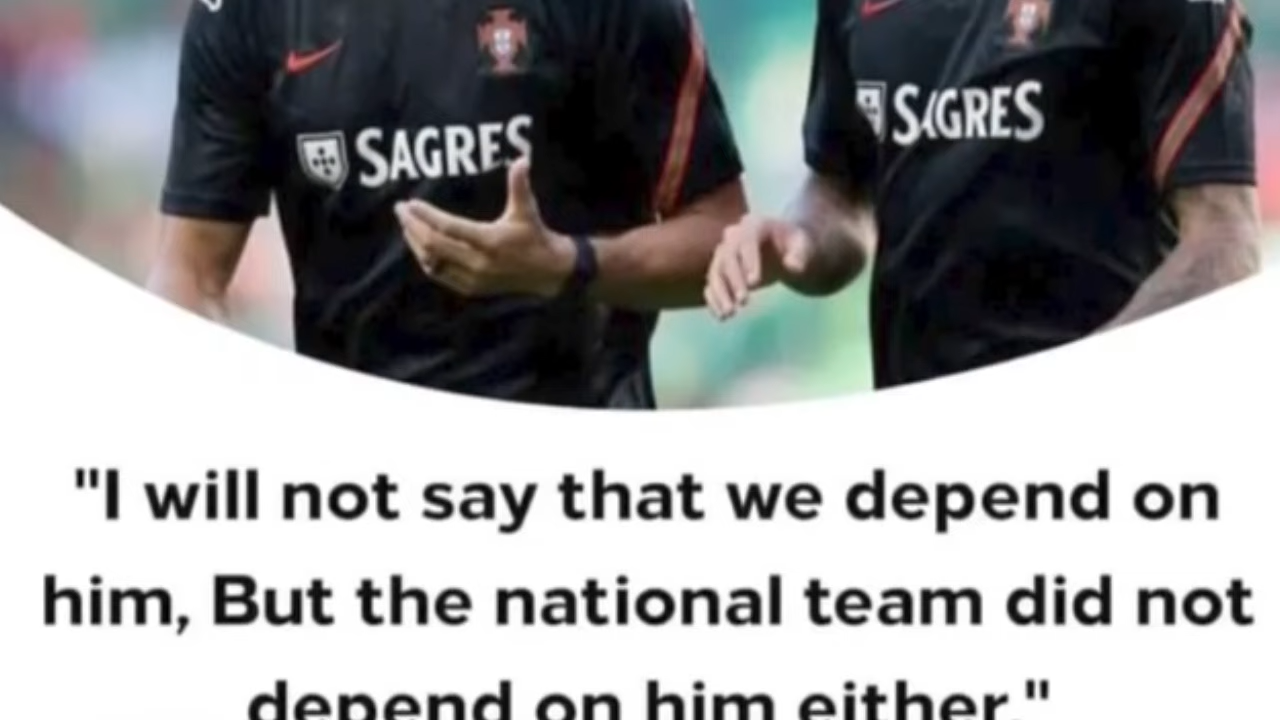 SAGRES
SAGRES
"I will not say that we depend on
him, But the national team did not
depend on him either."